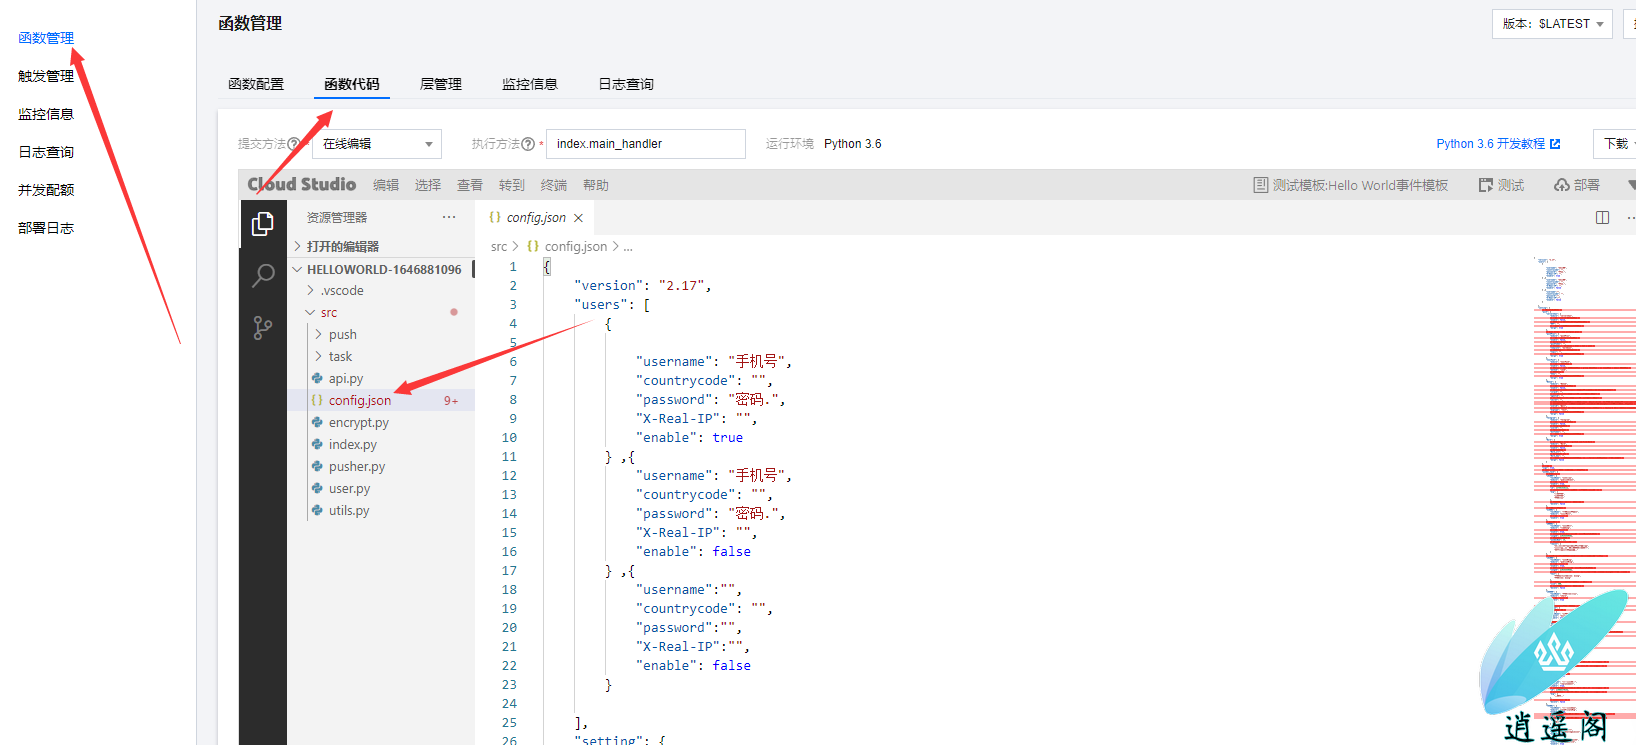 函数管理
触发管理
监控信息
日志查询
并发配额
部署日志
函数管理
版本：$LATEST
函数配置 函数代码 层管理 监控信息 日志查询
提交方法 * 在线编辑 执行方法 * index.main_handler 运行环境 Python 3.6 Python 3.6 开发教程 下载
Cloud Studio 编辑 选择 查看 转到 终端 帮助 测试模板:Hello World事件模板 测试 部署
资源管理器 ···
打开的编辑器
HELLOWORLD-1646881096
.vscode
src
push
task
api.py
config.json 9+
encrypt.py
index.py
pusher.py
user.py
utils.py
{} config.json ×
src > {} config.json > ...
1 {
2 "version": "2.17",
3 "users": [
4 {
5
6 "username": "手机号",
7 "countrycode": "",
8 "password": "密码.",
9 "X-Real-IP": "",
10 "enable": true
11 } ,{
12 "username": "手机号",
13 "countrycode": "",
14 "password": "密码.",
15 "X-Real-IP": "",
16 "enable": false
17 } ,{
18 "username":"",
19 "countrycode": "",
20 "password":"",
21 "X-Real-IP":"",
22 "enable": false
23 }
24
25 ],
26 "setting": {
逍遥阁